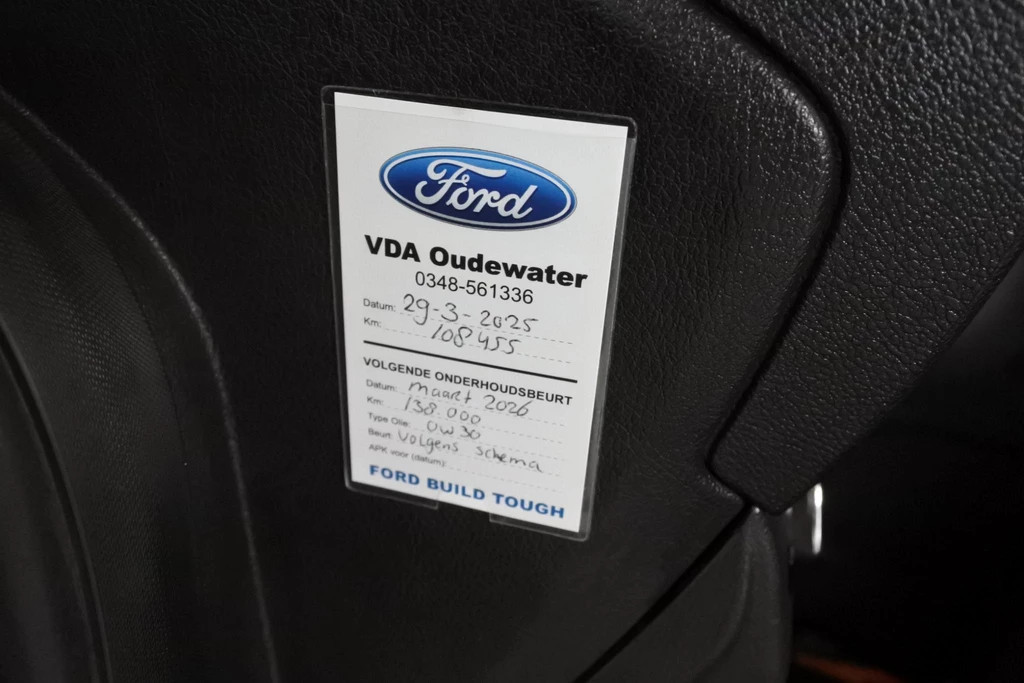 Ford
VDA Oudewater
0348-561336
Datum: 29-3-2025
Km: 108455
VOLGENDE ONDERHOUDSBEURT
Datum: maart 2026
Km: 138 000
Type Olie: 0W30
Beurt: Volgens schema
APK voor (datum):
FORD BUILD TOUGH